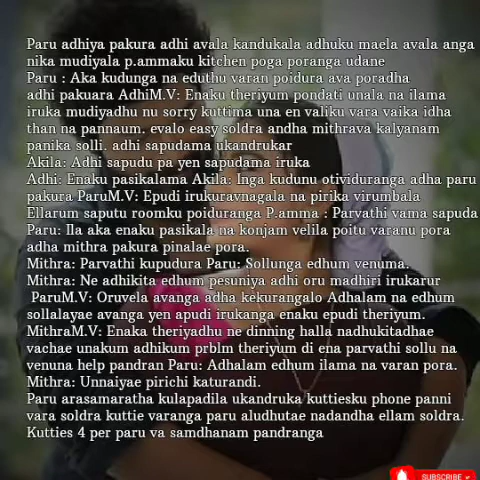 Paru adhiya pakura adhi avala kandukala adhuku maela avala anga
nika mudiyala p.ammaku kitchen poga poranga udane
Paru : Aka kudunga na eduthu varan poidura ava poradha
adhi pakuara AdhiM.V: Enaku theriyum pondati unala na ilama
iruka mudiyadhu nu sorry kuttima una en valiku vara vaika idha
than na pannaum. evalo easy soldra andha mithrava kalyanam
panika solli. adhi sapudama ukandrukar
Akila: Adhi sapudu pa yen sapudama iruka
Adhi: Enaku pasikalama Akila: Inga kudunu otividuranga adha paru
pakura ParuM.V: Epudi irukuravnagala na pirika virumbala
Ellarum saputu roomku poiduranga P.amma : Parvathi vama sapuda
Paru: Ila aka enaku pasikala na konjam velila poitu varanu pora
adha mithra pakura pinalae pora.
Mithra: Parvathi kupudura Paru: Sollunga edhum venuma.
Mithra: Ne adhikita edhum pesuniya adhi oru madhiri irukarur
ParuM.V: Oruvela avanga adha kekurangalo Adhalam na edhum
sollalayae avanga yen apudi irukanga enaku epudi theriyum.
MithraM.V: Enaka theriyadhu ne dinning halla nadhukitadhae
vachae unakum adhikum prblm theriyum di ena parvathi sollu na
venuna help pandran Paru: Adhalam edhum ilama na varan pora.
Mithra: Unnaiyae pirichi katurandi.
Paru arasamaratha kulapadila ukandruka kuttiesku phone panni
vara soldra kuttie varanga paru aludhutae nadandha ellam soldra.
Kutties 4 per paru va samdhanam pandranga
SUBSCRIBE